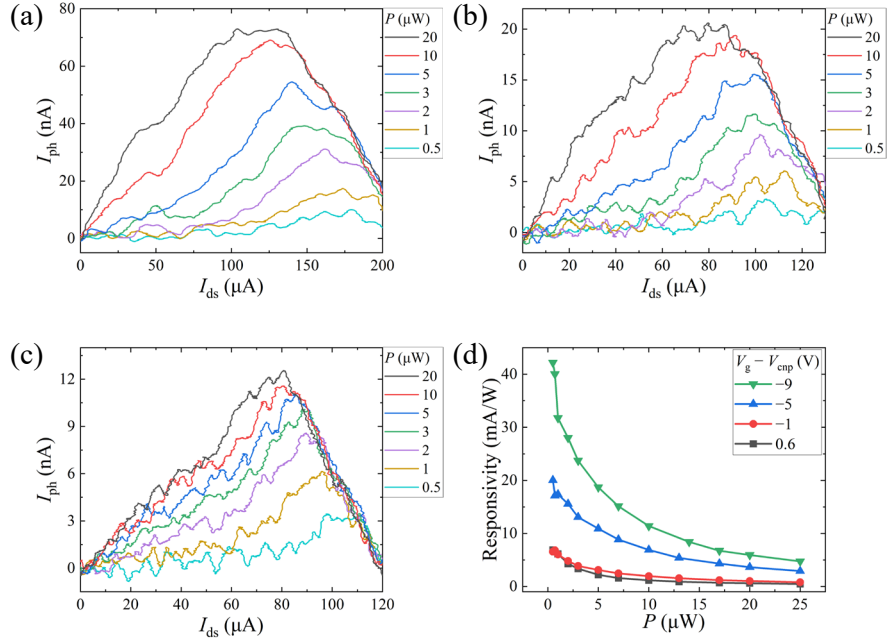 (a)
P (μW)
20
10
5
3
2
1
0.5
80
60
40
20
0
I_ph (nA)
0 50 100 150 200
I_ds (μA)
(b)
P (μW)
20
10
5
3
2
1
0.5
20
15
10
5
0
I_ph (nA)
0 20 40 60 80 100 120
I_ds (μA)
(c)
P (μW)
20
10
5
3
2
1
0.5
12
9
6
3
0
I_ph (nA)
0 20 40 60 80 100 120
I_ds (μA)
(d)
V_g − V_cnp (V)
−9
−5
−1
0.6
40
30
20
10
0
Responsivity (mA/W)
0 5 10 15 20 25
P (μW)